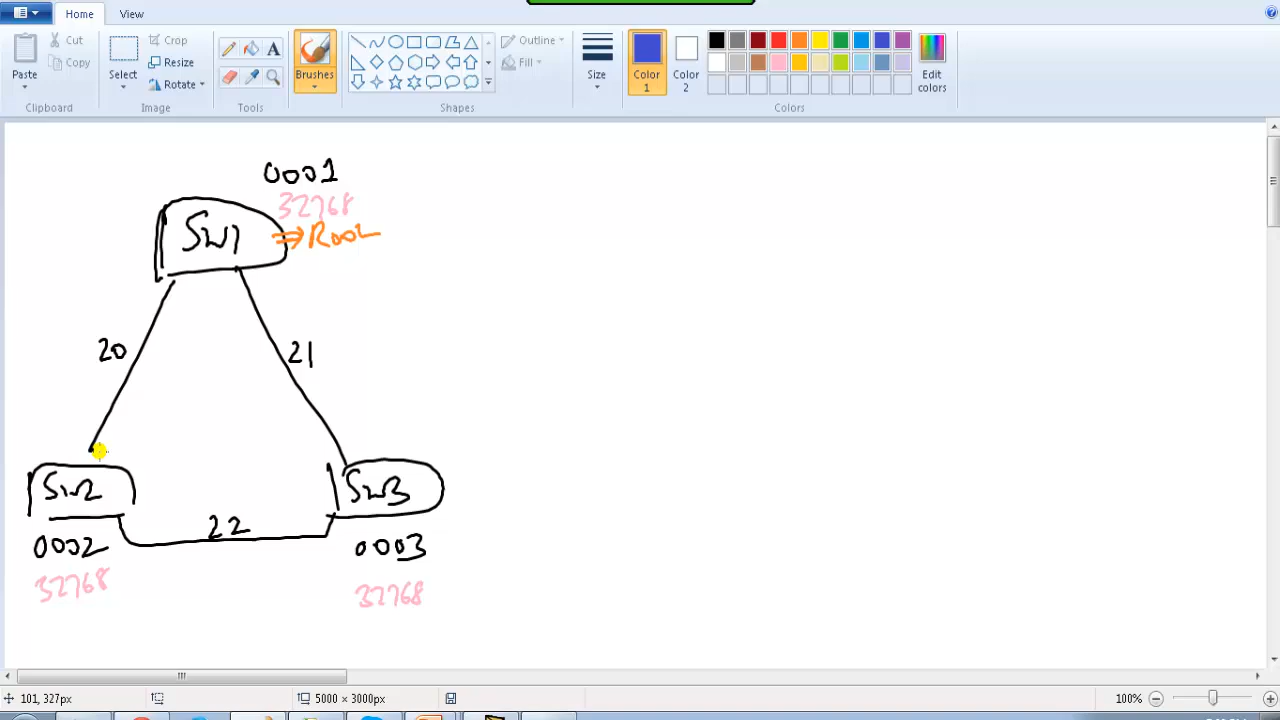 Home
View
Paste
Cut
Copy
Clipboard
Select
Crop
Resize
Rotate
Image
A
Tools
Brushes
Outline
Fill
Shapes
Size
Color 1
Color 2
Edit colors
Colors
0001
32768
SW1
Root
20
21
SW2
SW3
22
0002
0003
32768
32768
101, 327px
5000 × 3000px
100%